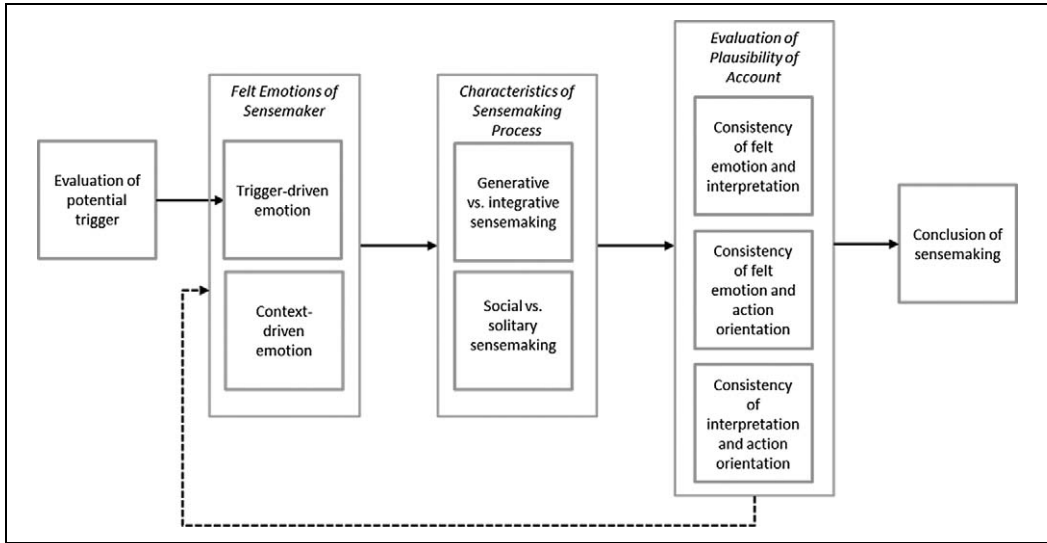 Evaluation of
potential
trigger
Felt Emotions of
Sensemaker
Trigger-driven
emotion
Context-
driven
emotion
Characteristics of
Sensemaking
Process
Generative
vs. integrative
sensemaking
Social vs.
solitary
sensemaking
Evaluation of
Plausibility of
Account
Consistency
of felt
emotion and
interpretation
Consistency
of felt
emotion and
action
orientation
Consistency
of
interpretation
and action
orientation
Conclusion of
sensemaking